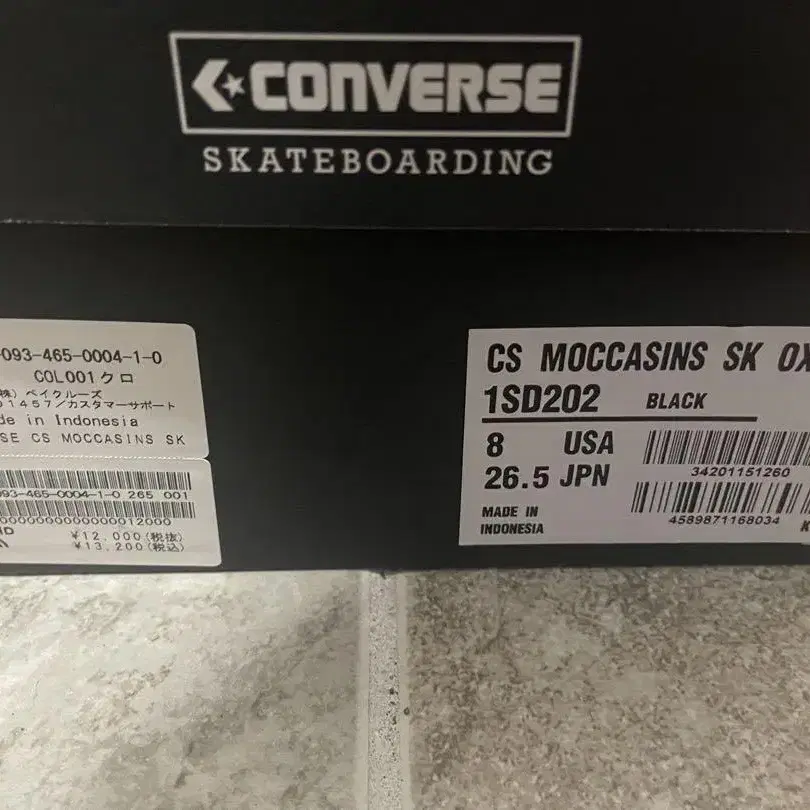 CONVERSE
SKATEBOARDING
093-465-0004-1-0
COL001クロ
株）ベイクルーズ
01457/カスタマーサポート
de in Indonesia
SE CS MOCCASINS SK
093-465-0004-1-0 265 001
¥12,000(税抜)
¥13,200(税込)
CS MOCCASINS SK OX
1SD202 BLACK
8 USA
26.5 JPN
34201151260
MADE IN
INDONESIA
4589871168034